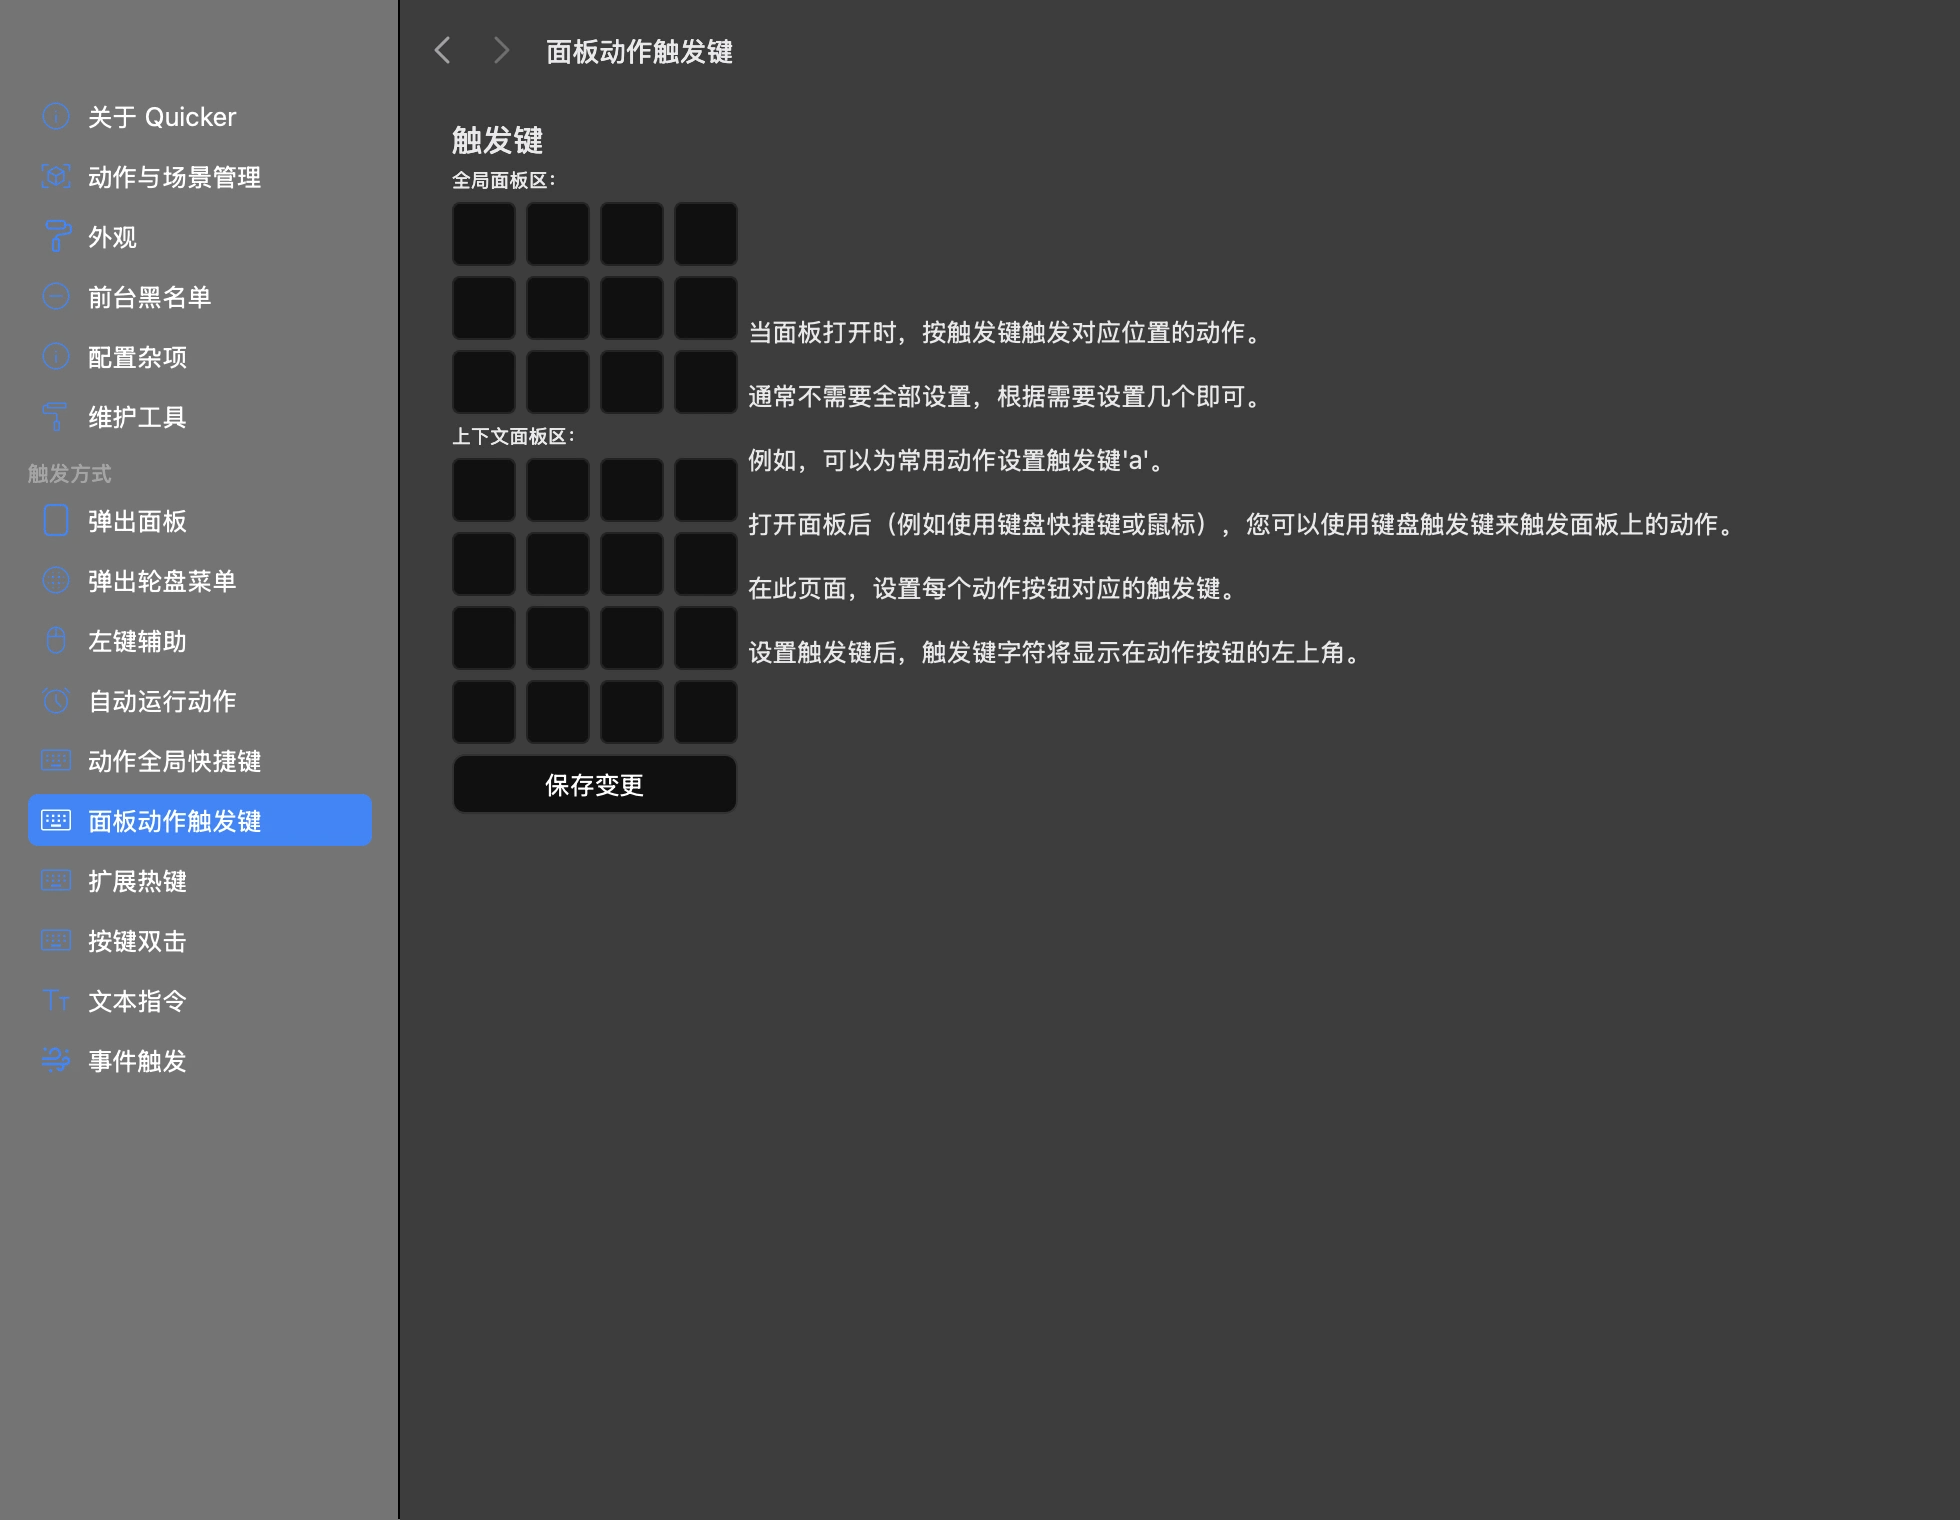 关于 Quicker
动作与场景管理
外观
前台黑名单
配置杂项
维护工具
触发方式
弹出面板
弹出轮盘菜单
左键辅助
自动运行动作
动作全局快捷键
面板动作触发键
扩展热键
按键双击
文本指令
事件触发
面板动作触发键
触发键
全局面板区：
上下文面板区：
保存变更
当面板打开时，按触发键触发对应位置的动作。
通常不需要全部设置，根据需要设置几个即可。
例如，可以为常用动作设置触发键'a'。
打开面板后（例如使用键盘快捷键或鼠标），您可以使用键盘触发键来触发面板上的动作。
在此页面，设置每个动作按钮对应的触发键。
设置触发键后，触发键字符将显示在动作按钮的左上角。